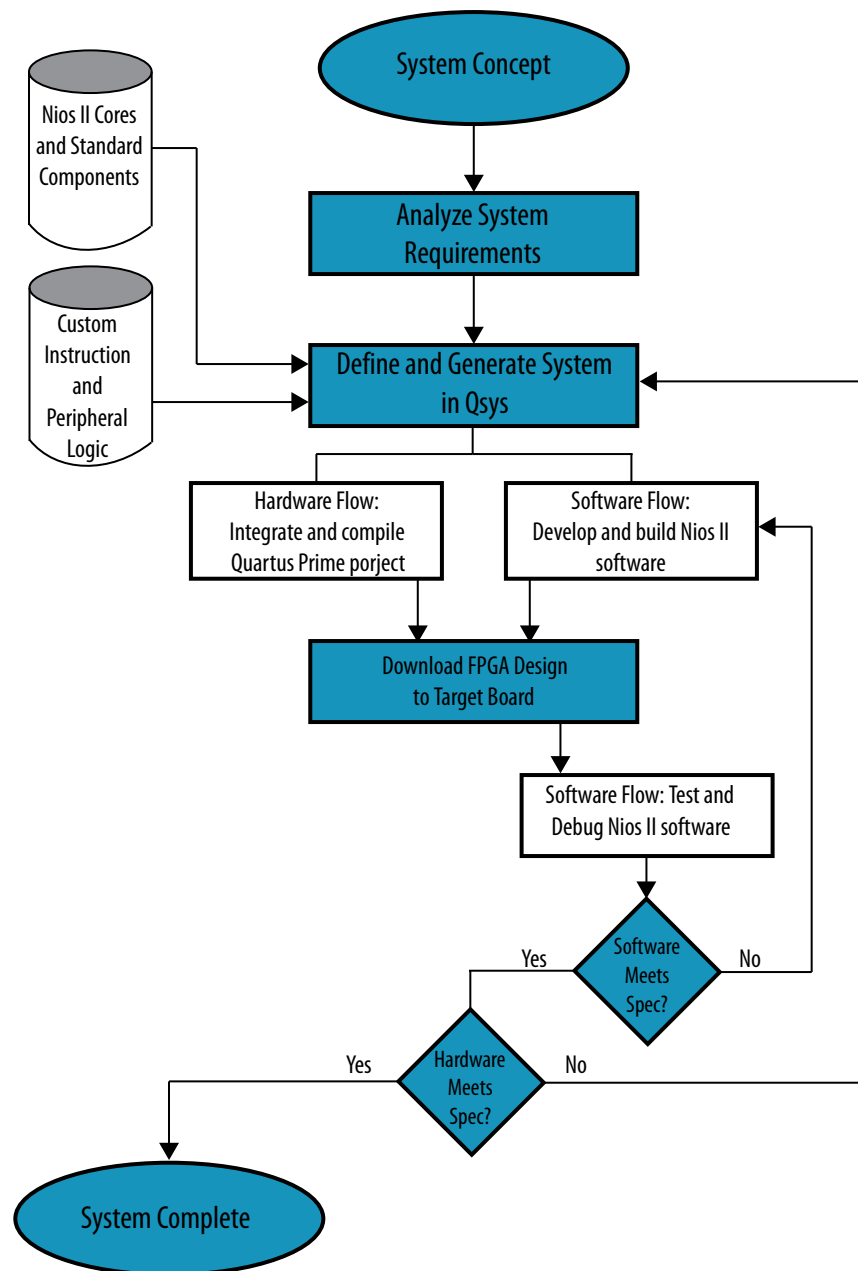 System Concept
Nios II Cores
and Standard
Components
Analyze System
Requirements
Custom
Instruction
and
Peripheral
Logic
Define and Generate System
in Qsys
Hardware Flow:
Integrate and compile
Quartus Prime porject
Software Flow:
Develop and build Nios II
software
Download FPGA Design
to Target Board
Software Flow: Test and
Debug Nios II software
Software
Meets
Spec?
Yes
No
Hardware
Meets
Spec?
Yes
No
System Complete